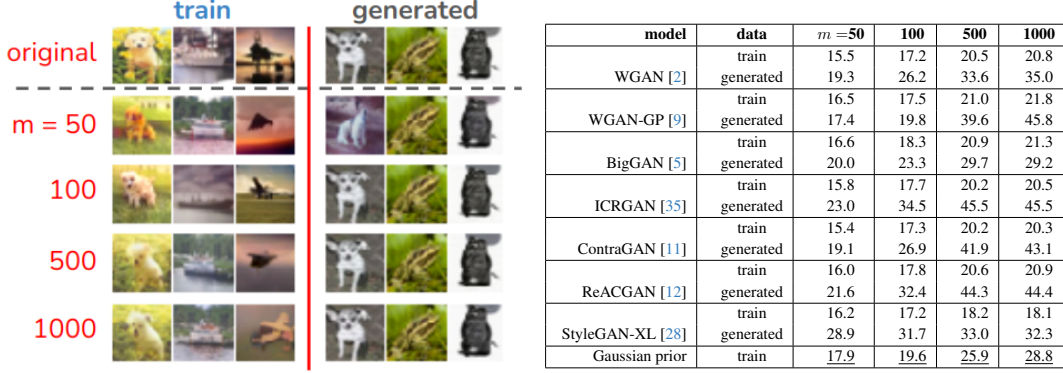 train generated
original
m = 50
100
500
1000
model data m =50 100 500 1000
train 15.5 17.2 20.5 20.8
WGAN [2] generated 19.3 26.2 33.6 35.0
train 16.5 17.5 21.0 21.8
WGAN-GP [9] generated 17.4 19.8 39.6 45.8
train 16.6 18.3 20.9 21.3
BigGAN [5] generated 20.0 23.3 29.7 29.2
train 15.8 17.7 20.2 20.5
ICRGAN [35] generated 23.0 34.5 45.5 45.5
train 15.4 17.3 20.2 20.3
ContraGAN [11] generated 19.1 26.9 41.9 43.1
train 16.0 17.8 20.6 20.9
ReACGAN [12] generated 21.6 32.4 44.3 44.4
train 16.2 17.2 18.2 18.1
StyleGAN-XL [28] generated 28.9 31.7 33.0 32.3
Gaussian prior train 17.9 19.6 25.9 28.8